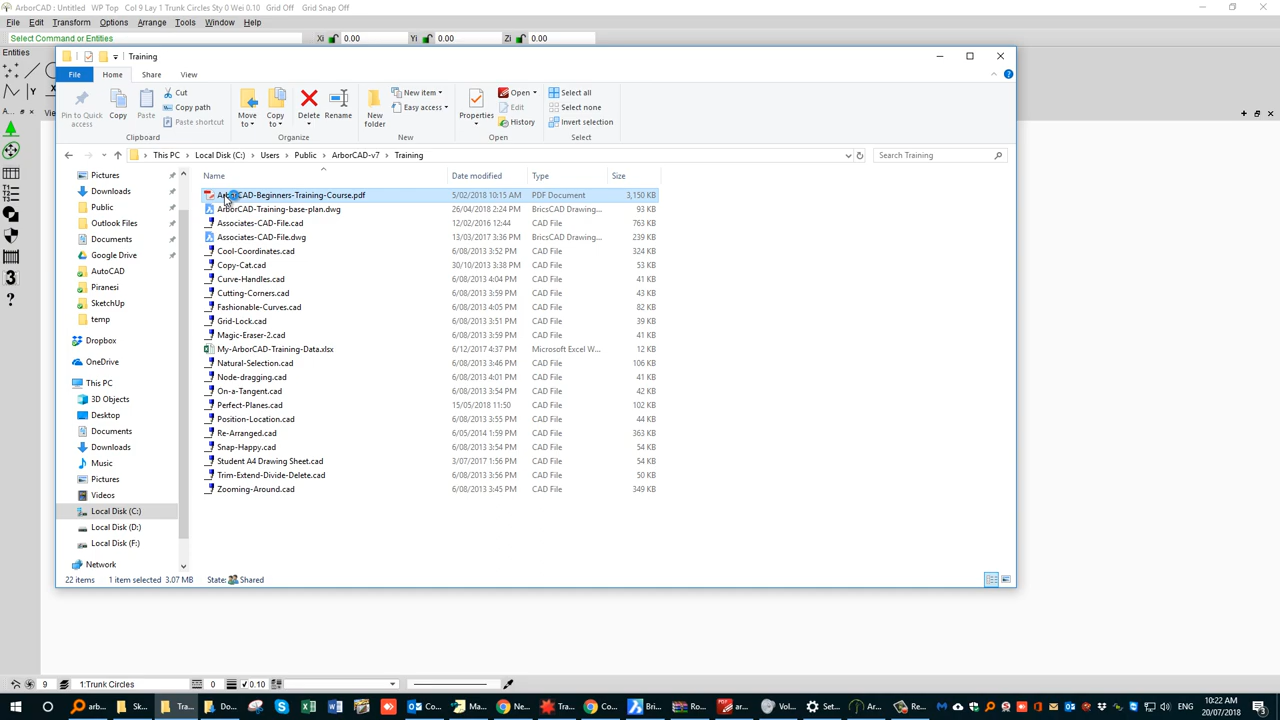 ArborCAD : Untitled WP Top Col 9 Lay 1 Trunk Circles Sty 0 Wei 0.10 Grid Off Grid Snap Off
File Edit Transform Options Arrange Tools Window Help
Select Command or Entities Xi 0.00 Yi 0.00 Zi 0.00
Entities
Training
File Home Share View
Pin to Quick access Copy Paste Cut Copy path Paste shortcut
Move to Copy to Delete Rename New folder New item Easy access
Properties Open Edit History Select all Select none Invert selection
Clipboard Organize New Open Select
This PC Local Disk (C:) Users Public ArborCAD-v7 Training Search Training
Name Date modified Type Size
Pictures
Downloads
Public
Outlook Files
Documents
Google Drive
AutoCAD
Piranesi
SketchUp
temp
Dropbox
OneDrive
This PC
3D Objects
Desktop
Documents
Downloads
Music
Pictures
Videos
Local Disk (C:)
Local Disk (D:)
Local Disk (F:)
Network
ArborCAD-Beginners-Training-Course.pdf 5/02/2018 10:15 AM PDF Document 3,150 KB
ArborCAD-Training-base-plan.dwg 26/04/2018 2:24 PM BricsCAD Drawing... 93 KB
Associates-CAD-File.cad 12/02/2016 12:44 CAD File 763 KB
Associates-CAD-File.dwg 13/03/2017 3:36 PM BricsCAD Drawing... 239 KB
Cool-Coordinates.cad 6/08/2013 3:52 PM CAD File 324 KB
Copy-Cat.cad 30/10/2013 3:38 PM CAD File 53 KB
Curve-Handles.cad 6/08/2013 4:04 PM CAD File 41 KB
Cutting-Corners.cad 6/08/2013 3:59 PM CAD File 43 KB
Fashionable-Curves.cad 6/08/2013 4:05 PM CAD File 82 KB
Grid-Lock.cad 6/08/2013 3:51 PM CAD File 39 KB
Magic-Eraser-2.cad 6/08/2013 3:59 PM CAD File 41 KB
My-ArborCAD-Training-Data.xlsx 6/12/2017 4:37 PM Microsoft Excel W... 12 KB
Natural-Selection.cad 6/08/2013 3:46 PM CAD File 106 KB
Node-dragging.cad 6/08/2013 4:01 PM CAD File 41 KB
On-a-Tangent.cad 6/08/2013 3:54 PM CAD File 42 KB
Perfect-Planes.cad 15/05/2018 11:50 CAD File 102 KB
Position-Location.cad 6/08/2013 3:55 PM CAD File 44 KB
Re-Arranged.cad 6/05/2014 1:59 PM CAD File 363 KB
Snap-Happy.cad 6/08/2013 3:54 PM CAD File 54 KB
Student A4 Drawing Sheet.cad 3/07/2017 1:56 PM CAD File 54 KB
Trim-Extend-Divide-Delete.cad 6/08/2013 3:56 PM CAD File 50 KB
Zooming-Around.cad 6/08/2013 3:45 PM CAD File 349 KB
22 items 1 item selected 3.07 MB State: Shared
9 1:Trunk Circles 0 0.10
arb... Sk... Tra... Do... Co... Ma... Tra... Co... Bri... Ro... ar... Vol... Set... Ar... Re...
10:22 AM
20/07/2018